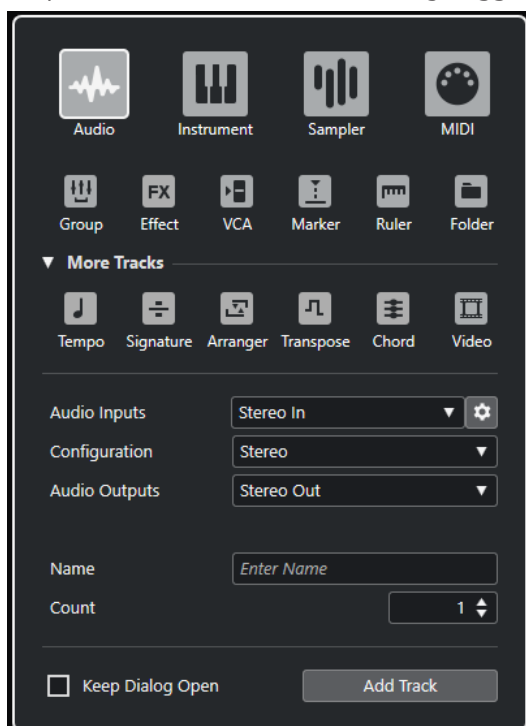 Audio Instrument Sampler MIDI
FX
Group Effect VCA Marker Ruler Folder
▼ More Tracks
Tempo Signature Arranger Transpose Chord Video
Audio Inputs Stereo In
Configuration Stereo
Audio Outputs Stereo Out
Name Enter Name
Count 1
Keep Dialog Open Add Track